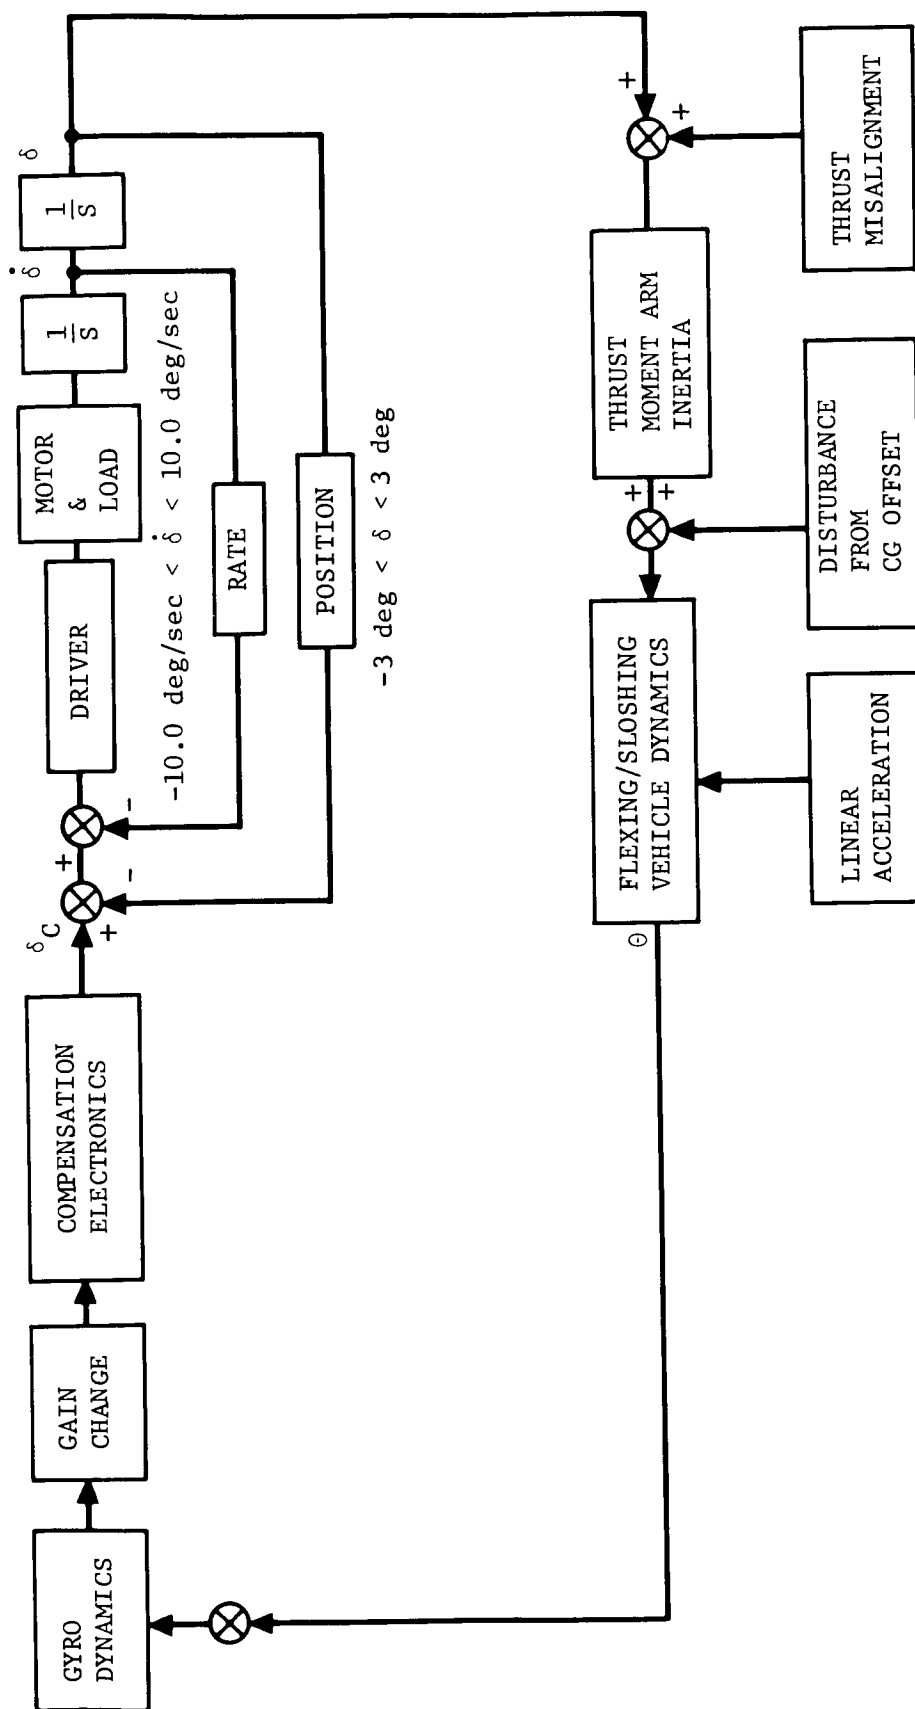 GYRO
DYNAMICS
GAIN
CHANGE
COMPENSATION
ELECTRONICS
δC
+
-
+
-
DRIVER
MOTOR
&
LOAD
1
S
δ̇
1
S
δ
-10.0 deg/sec < δ̇ < 10.0 deg/sec
RATE
POSITION
-3 deg < δ < 3 deg
Θ
FLEXING/SLOSHING
VEHICLE DYNAMICS
+
+
THRUST
MOMENT ARM
INERTIA
+
+
LINEAR
ACCELERATION
DISTURBANCE
FROM
CG OFFSET
THRUST
MISALIGNMENT